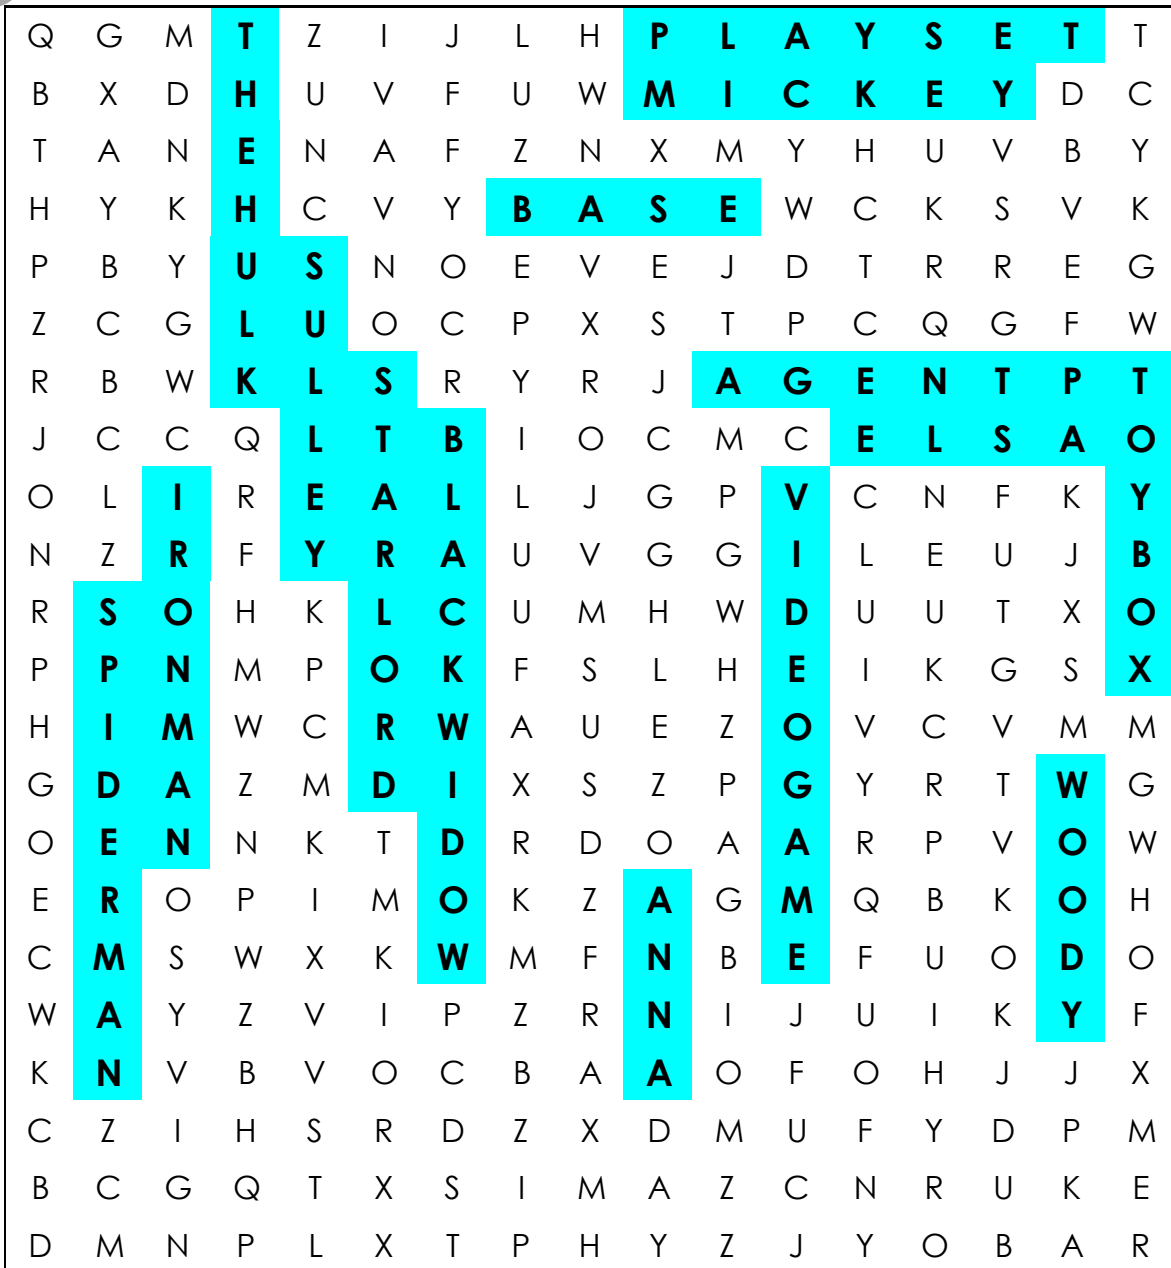 Q G M T Z I J L H P L A Y S E T T
B X D H U V F U W M I C K E Y D C
T A N E N A F Z N X M Y H U V B Y
H Y K H C V Y B A S E W C K S V K
P B Y U S N O E V E J D T R R E G
Z C G L U O C P X S T P C Q G F W
R B W K L S R Y R J A G E N T P T
J C C Q L T B I O C M C E L S A O
O L I R E A L L J G P V C N F K Y
N Z R F Y R A U V G G I L E U J B
R S O H K L C U M H W D U U T X O
P P N M P O K F S L H E I K G S X
H I M W C R W A U E Z O V C V M M
G D A Z M D I X S Z P G Y R T W G
O E N N K T D R D O A A R P V O W
E R O P I M O K Z A G M Q B K O H
C M S W X K W M F N B E F U O D O
W A Y Z V I P Z R N I J U I K Y F
K N V B V O C B A A O F O H J J X
C Z I H S R D Z X D M U F Y D P M
B C G Q T X S I M A Z C N R U K E
D M N P L X T P H Y Z J Y O B A R